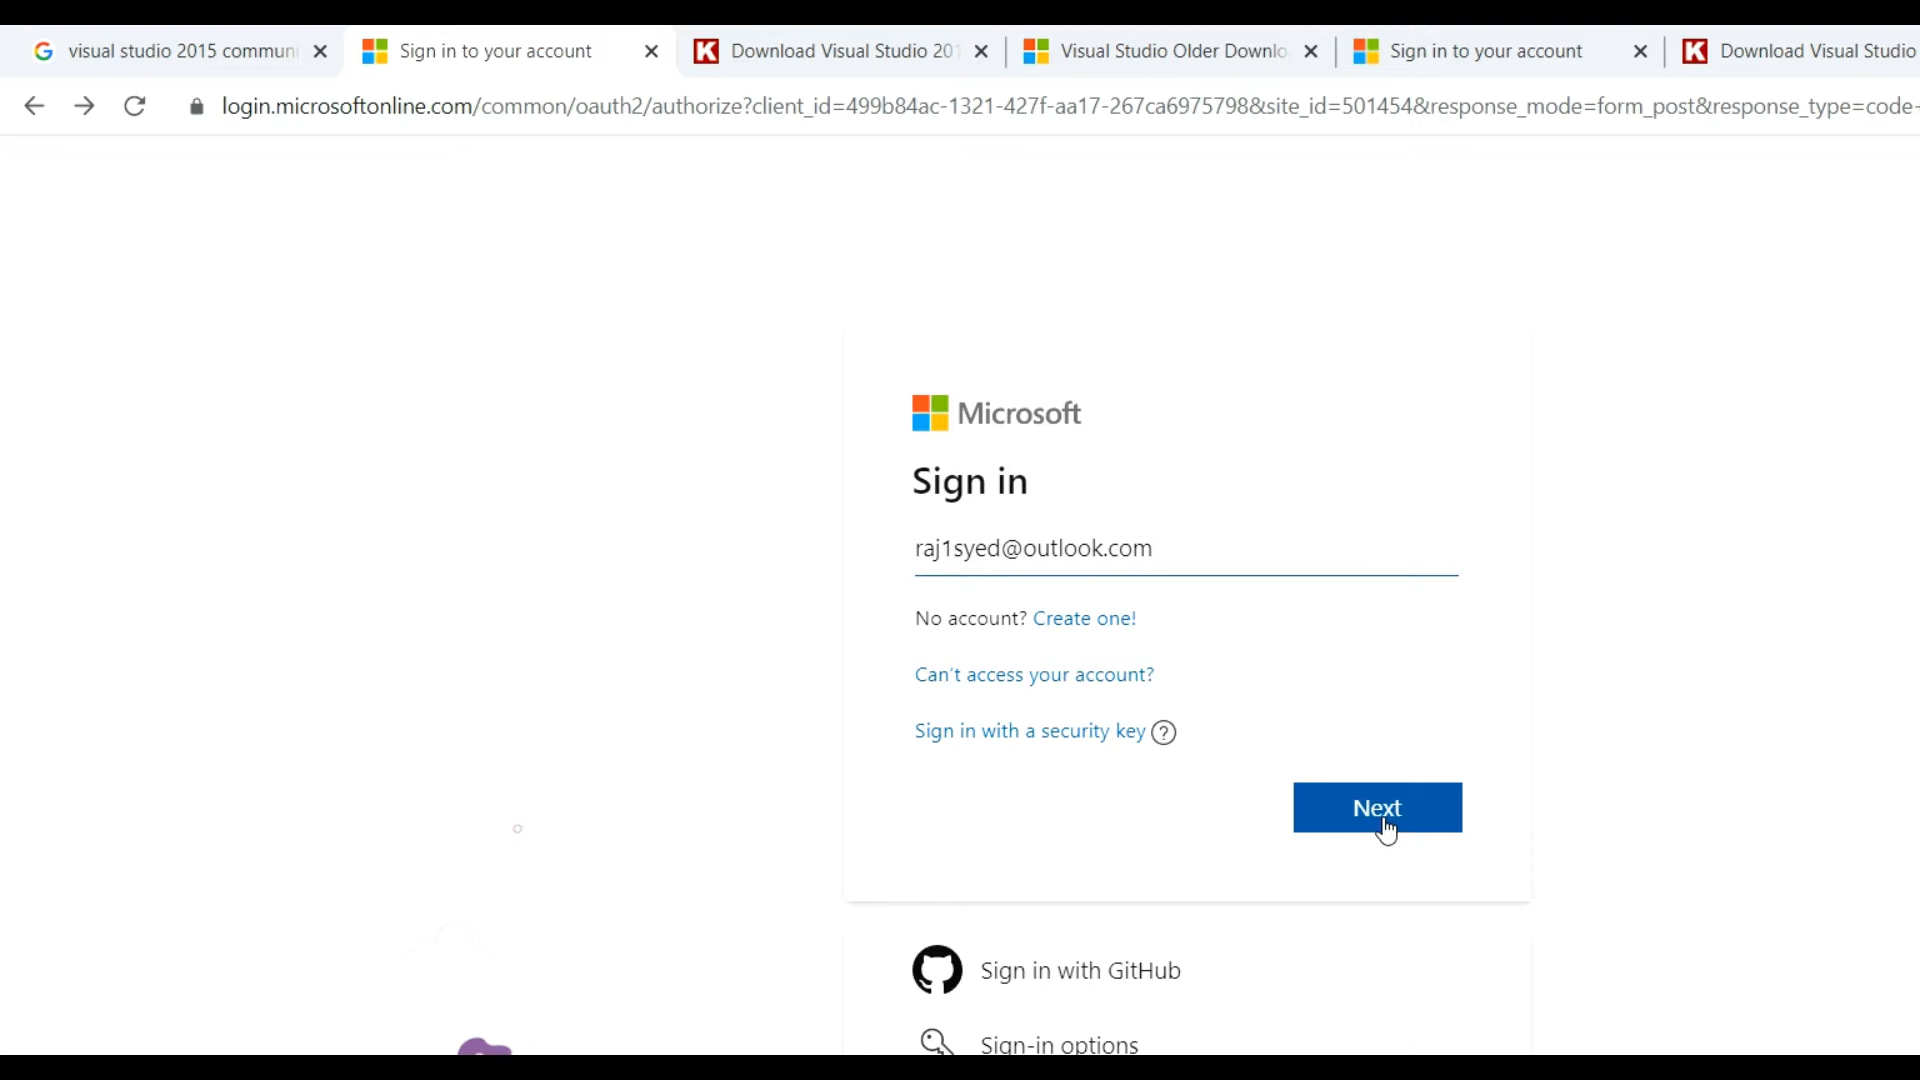 visual studio 2015 communi
Sign in to your account
Download Visual Studio 201
Visual Studio Older Downlo
Sign in to your account
Download Visual Studio
login.microsoftonline.com/common/oauth2/authorize?client_id=499b84ac-1321-427f-aa17-267ca6975798&site_id=501454&response_mode=form_post&response_type=code-
Microsoft
Sign in
raj1syed@outlook.com
No account? Create one!
Can't access your account?
Sign in with a security key ?
Next
Sign in with GitHub
Sign-in options